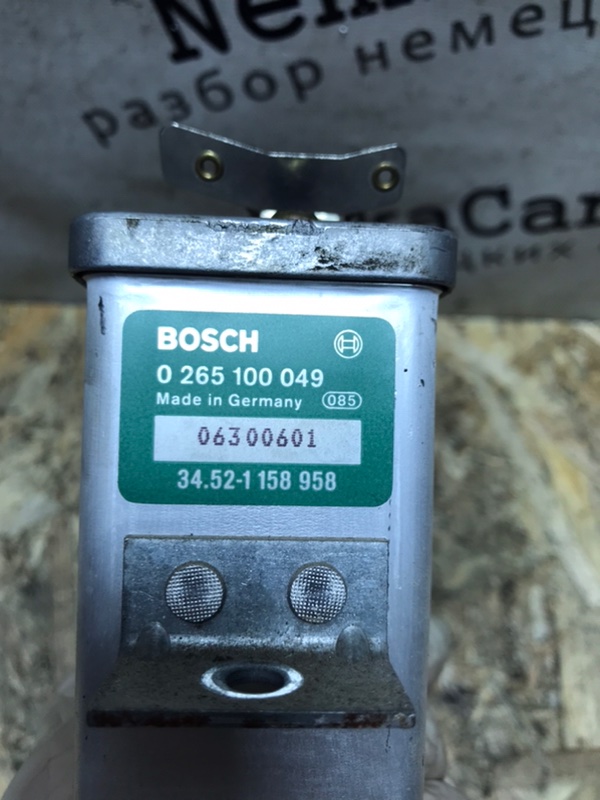 разбор немец
BOSCH
0 265 100 049
Made in Germany 085
06300601
34.52-1 158 958